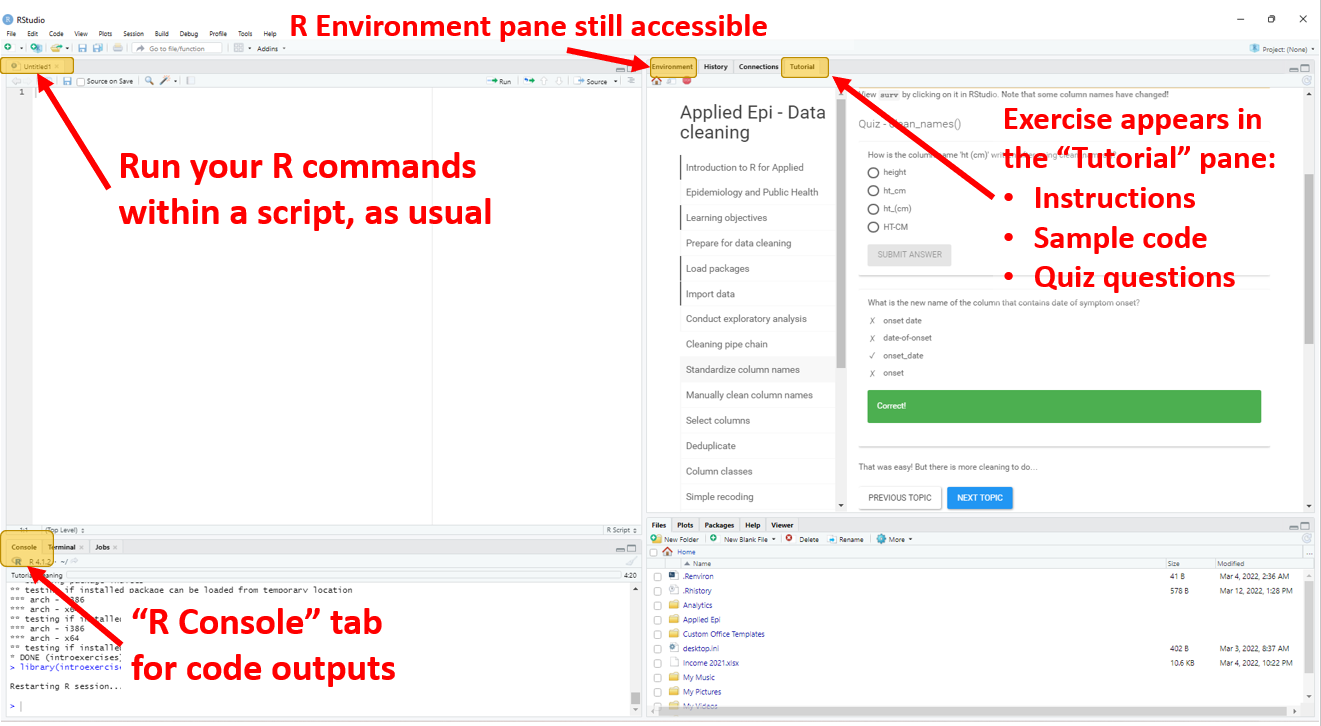 RStudio
R Environment pane still accessible
File Edit Code View Plots Session Build Debug Profile Tools Help
Go to file/function Addins
Project: (None)
Untitled1
Source on Save Run Source
1
Run your R commands
within a script, as usual
1:1 (Top Level) R Script
Environment History Connections Tutorial
View surv by clicking on it in RStudio. Note that some column names have changed!
Applied Epi - Data
cleaning
Introduction to R for Applied
Epidemiology and Public Health
Learning objectives
Prepare for data cleaning
Load packages
Import data
Conduct exploratory analysis
Cleaning pipe chain
Standardize column names
Manually clean column names
Select columns
Deduplicate
Column classes
Simple recoding
Quiz - clean_names()
How is the column name 'ht (cm)'
height
ht_cm
ht_(cm)
HT-CM
SUBMIT ANSWER
Exercise appears in
the “Tutorial” pane:
• Instructions
• Sample code
• Quiz questions
What is the new name of the column that contains date of symptom onset?
X onset date
X date-of-onset
✓ onset_date
X onset
Correct!
That was easy! But there is more cleaning to do...
PREVIOUS TOPIC NEXT TOPIC
Console Terminal Jobs
R 4.1.2 · ~/
4:20
** testing if installed package can be loaded from temporary location
*** arch - i386
*** arch - x64
** testing if installed
*** arch - i386
*** arch - x64
** testing if installe
* DONE (introexercises)
> library(introexercise
Restarting R session...
>
“R Console” tab
for code outputs
Files Plots Packages Help Viewer
New Folder New Blank File Delete Rename More
Home
Name Size Modified
.Renviron 41 B Mar 4, 2022, 2:36 AM
.Rhistory 578 B Mar 12, 2022, 1:28 PM
Analytics
Applied Epi
Custom Office Templates
desktop.ini 402 B Mar 3, 2022, 8:37 AM
Income 2021.xlsx 10.6 KB Mar 4, 2022, 10:22 PM
My Music
My Pictures
My Videos